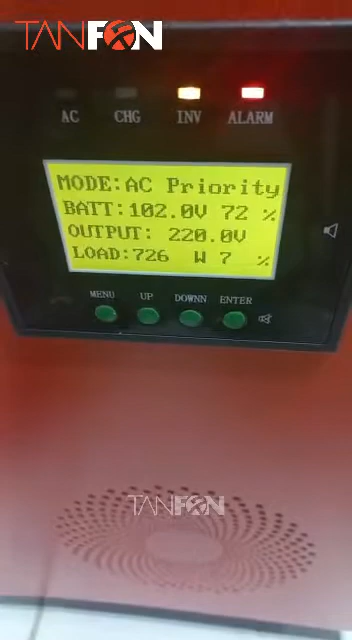 TANFON
AC CHG INV ALARM
MODE:AC Priority
BATT:102.0V 72 %
OUTPUT: 220.0V
LOAD:726 W 7 %
MENU UP DOWNN ENTER
TANFON